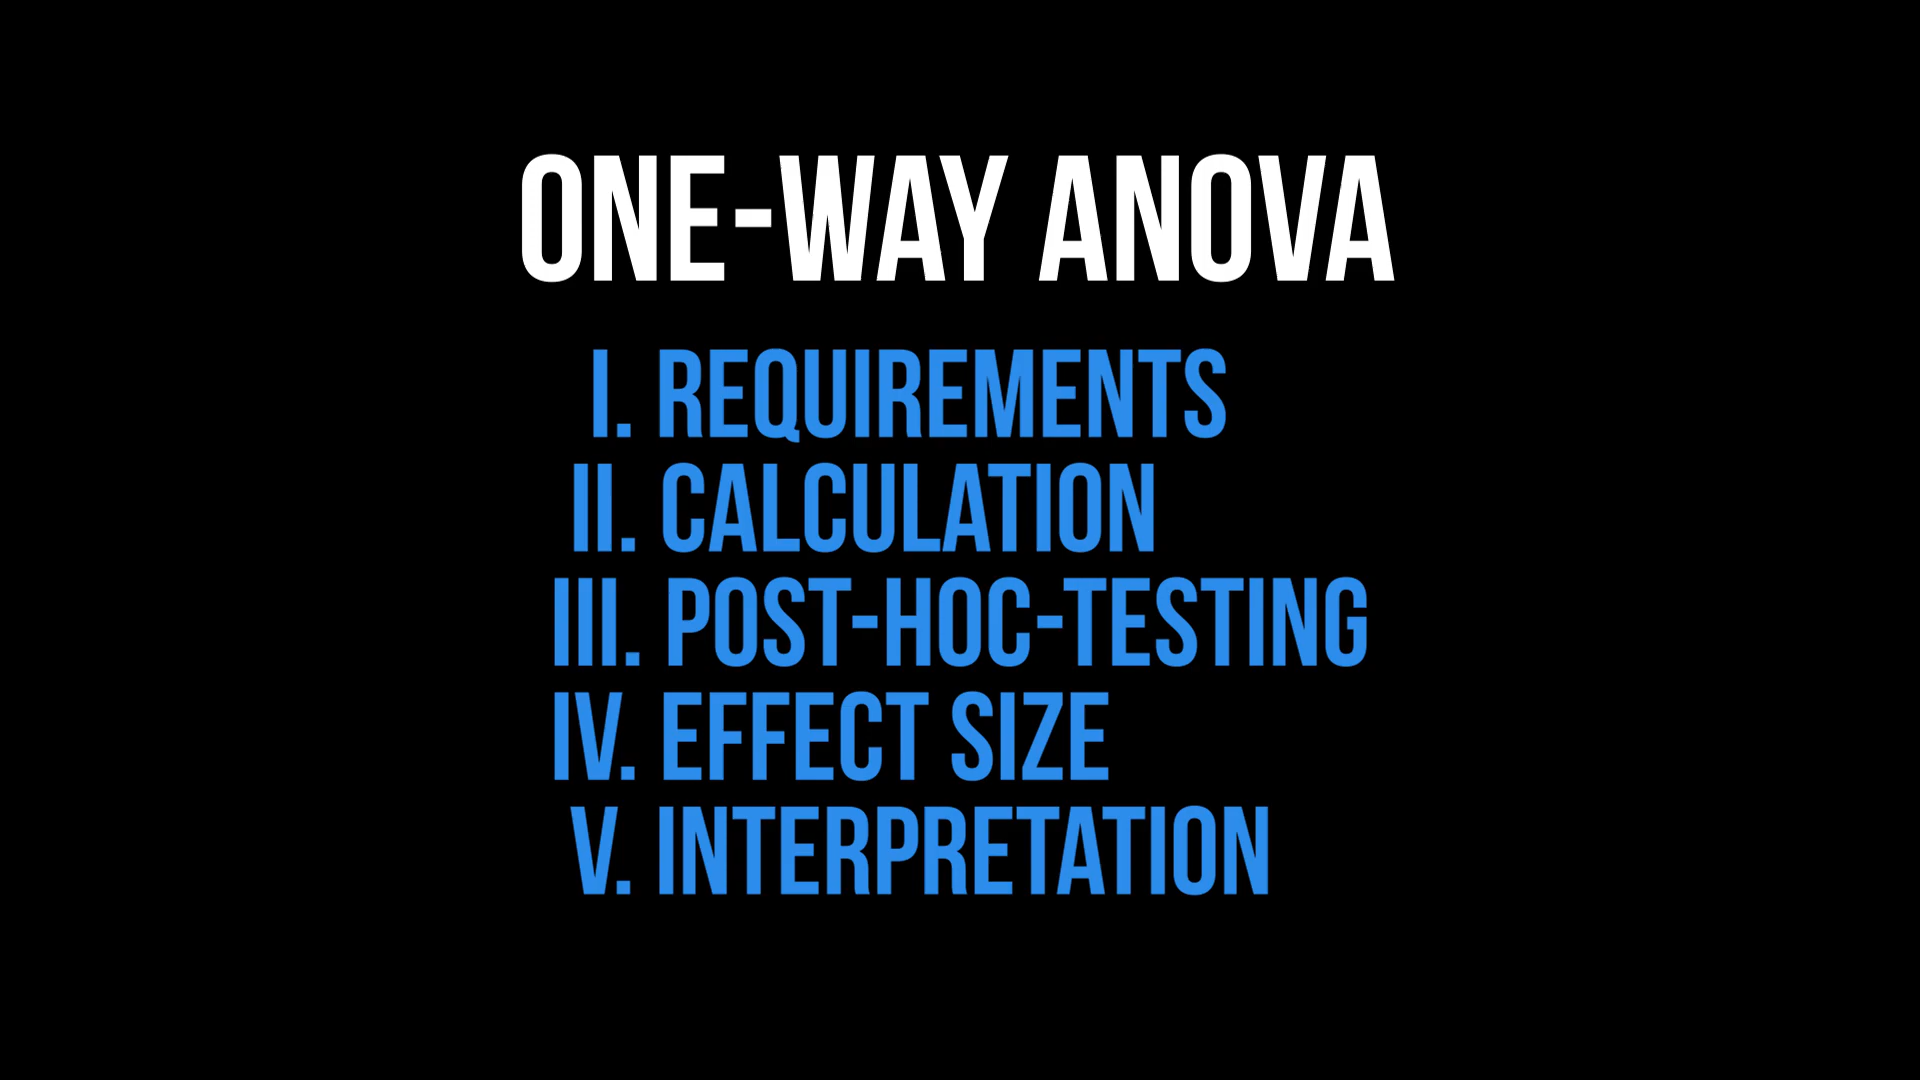 ONE-WAY ANOVA
I. REQUIREMENTS
II. CALCULATION
III. POST-HOC-TESTING
IV. EFFECT SIZE
V. INTERPRETATION